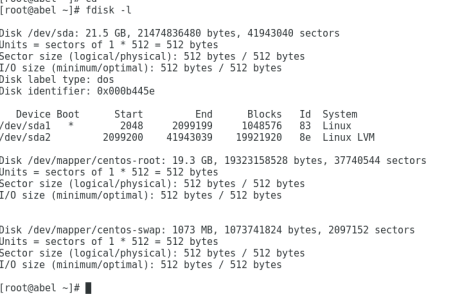 [root@abel ~]# fdisk -l
Disk /dev/sda: 21.5 GB, 21474836480 bytes, 41943040 sectors
Units = sectors of 1 * 512 = 512 bytes
Sector size (logical/physical): 512 bytes / 512 bytes
I/O size (minimum/optimal): 512 bytes / 512 bytes
Disk label type: dos
Disk identifier: 0x000b445e
Device Boot Start End Blocks Id System
/dev/sda1 * 2048 2099199 1048576 83 Linux
/dev/sda2 2099200 41943039 19921920 8e Linux LVM
Disk /dev/mapper/centos-root: 19.3 GB, 19323158528 bytes, 37740544 sectors
Units = sectors of 1 * 512 = 512 bytes
Sector size (logical/physical): 512 bytes / 512 bytes
I/O size (minimum/optimal): 512 bytes / 512 bytes
Disk /dev/mapper/centos-swap: 1073 MB, 1073741824 bytes, 2097152 sectors
Units = sectors of 1 * 512 = 512 bytes
Sector size (logical/physical): 512 bytes / 512 bytes
I/O size (minimum/optimal): 512 bytes / 512 bytes
[root@abel ~]#